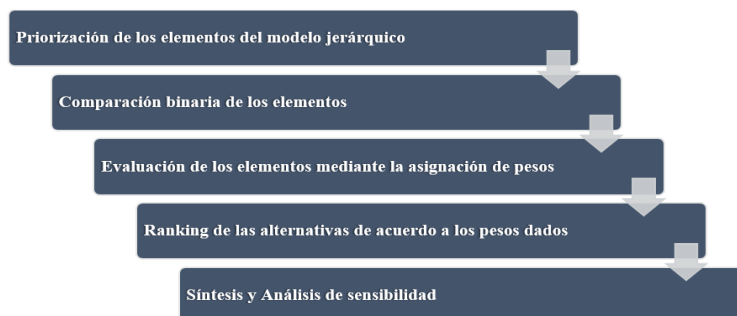 Priorización de los elementos del modelo jerárquico
Comparación binaria de los elementos
Evaluación de los elementos mediante la asignación de pesos
Ranking de las alternativas de acuerdo a los pesos dados
Síntesis y Análisis de sensibilidad